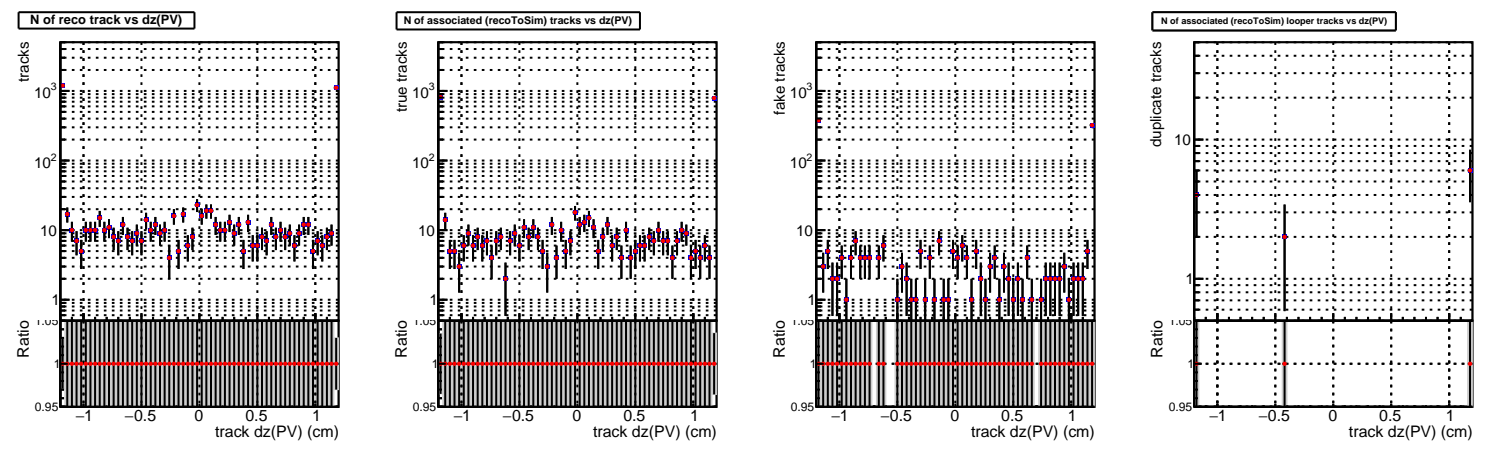 N of reco track vs dz(PV)
tracks
10³
10²
10
1
Ratio
1.05
1
0.95
−1 −0.5 0 0.5 1
track dz(PV) (cm)
N of associated (recoToSim) tracks vs dz(PV)
true tracks
10³
10²
10
1
Ratio
1.05
1
0.95
−1 −0.5 0 0.5 1
track dz(PV) (cm)
fake tracks
10³
10²
10
1
Ratio
1.05
1
0.95
−1 −0.5 0 0.5 1
track dz(PV) (cm)
N of associated (recoToSim) looper tracks vs dz(PV)
duplicate tracks
10
1
Ratio
1.05
1
0.95
−1 −0.5 0 0.5 1
track dz(PV) (cm)